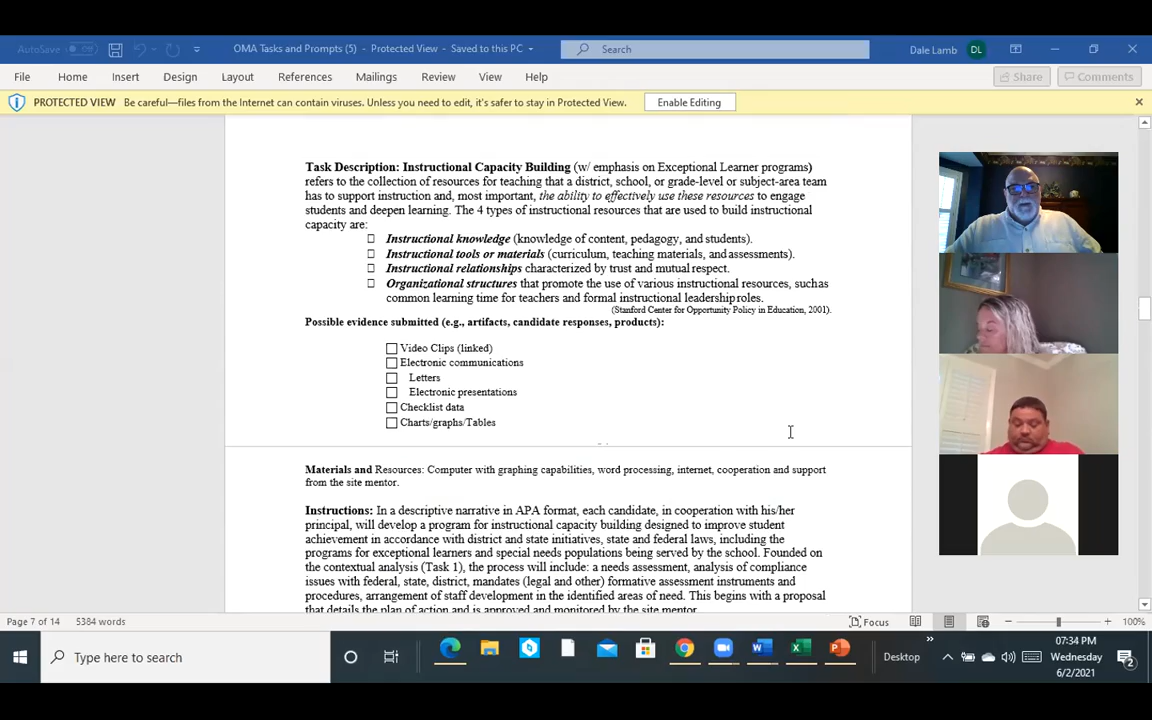 AutoSave Off OMA Tasks and Prompts (5) - Protected View - Saved to this PC Search Dale Lamb DL
File Home Insert Design Layout References Mailings Review View Help Share Comments
PROTECTED VIEW Be careful—files from the Internet can contain viruses. Unless you need to edit, it's safer to stay in Protected View. Enable Editing
Task Description: Instructional Capacity Building (w/ emphasis on Exceptional Learner programs)
refers to the collection of resources for teaching that a district, school, or grade-level or subject-area team
has to support instruction and, most important, the ability to effectively use these resources to engage
students and deepen learning. The 4 types of instructional resources that are used to build instructional
capacity are:
Instructional knowledge (knowledge of content, pedagogy, and students).
Instructional tools or materials (curriculum, teaching materials, and assessments).
Instructional relationships characterized by trust and mutual respect.
Organizational structures that promote the use of various instructional resources, suchas
common learning time for teachers and formal instructional leadership roles.
(Stanford Center for Opportunity Policy in Education, 2001).
Possible evidence submitted (e.g., artifacts, candidate responses, products):
Video Clips (linked)
Electronic communications
Letters
Electronic presentations
Checklist data
Charts/graphs/Tables
Materials and Resources: Computer with graphing capabilities, word processing, internet, cooperation and support
from the site mentor.
Instructions: In a descriptive narrative in APA format, each candidate, in cooperation with his/her
principal, will develop a program for instructional capacity building designed to improve student
achievement in accordance with district and state initiatives, state and federal laws, including the
programs for exceptional learners and special needs populations being served by the school. Founded on
the contextual analysis (Task 1), the process will include: a needs assessment, analysis of compliance
issues with federal, state, district, mandates (legal and other) formative assessment instruments and
procedures, arrangement of staff development in the identified areas of need. This begins with a proposal
that details the plan of action and is approved and monitored by the site mentor.
Page 7 of 14 5384 words Focus 100%
Type here to search Desktop 07:34 PM
Wednesday
6/2/2021
2